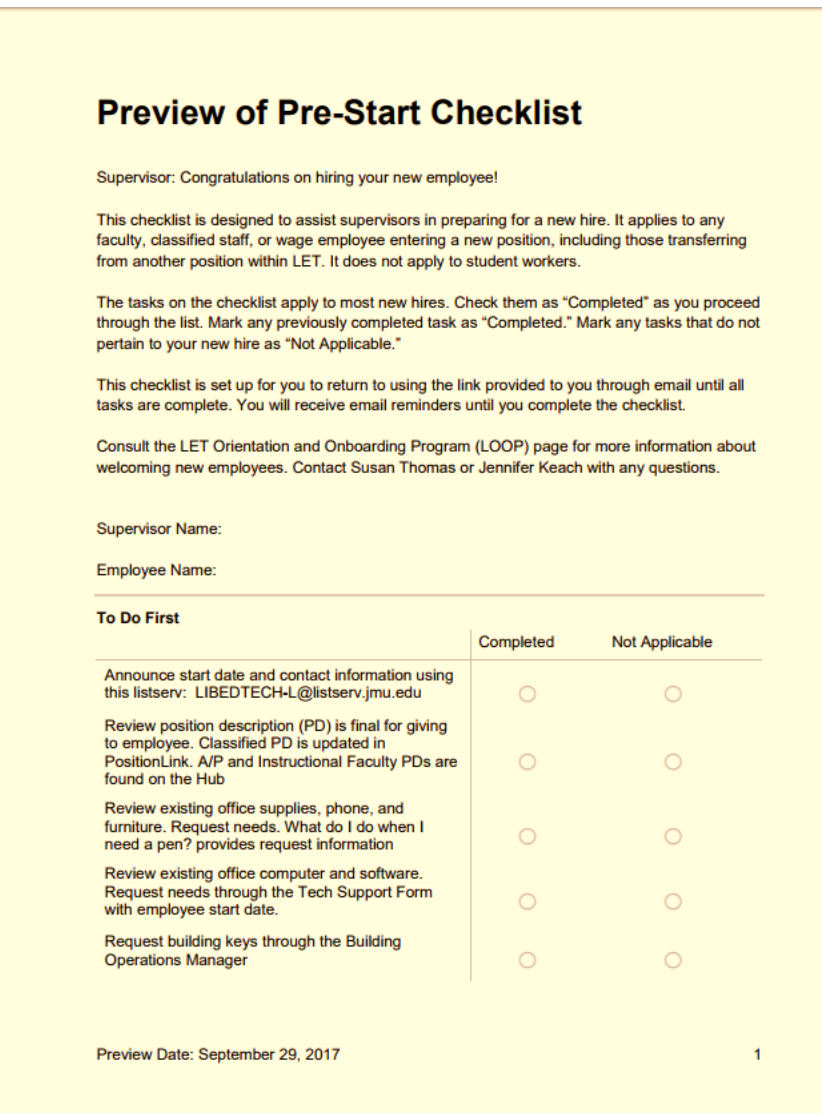 Preview of Pre-Start Checklist
Supervisor: Congratulations on hiring your new employee!
This checklist is designed to assist supervisors in preparing for a new hire. It applies to any
faculty, classified staff, or wage employee entering a new position, including those transferring
from another position within LET. It does not apply to student workers.
The tasks on the checklist apply to most new hires. Check them as “Completed” as you proceed
through the list. Mark any previously completed task as “Completed.” Mark any tasks that do not
pertain to your new hire as “Not Applicable.”
This checklist is set up for you to return to using the link provided to you through email until all
tasks are complete. You will receive email reminders until you complete the checklist.
Consult the LET Orientation and Onboarding Program (LOOP) page for more information about
welcoming new employees. Contact Susan Thomas or Jennifer Keach with any questions.
Supervisor Name:
Employee Name:
To Do First
Completed Not Applicable
Announce start date and contact information using
this listserv: LIBEDTECH-L@listserv.jmu.edu
Review position description (PD) is final for giving
to employee. Classified PD is updated in
PositionLink. A/P and Instructional Faculty PDs are
found on the Hub
Review existing office supplies, phone, and
furniture. Request needs. What do I do when I
need a pen? provides request information
Review existing office computer and software.
Request needs through the Tech Support Form
with employee start date.
Request building keys through the Building
Operations Manager
Preview Date: September 29, 2017 1